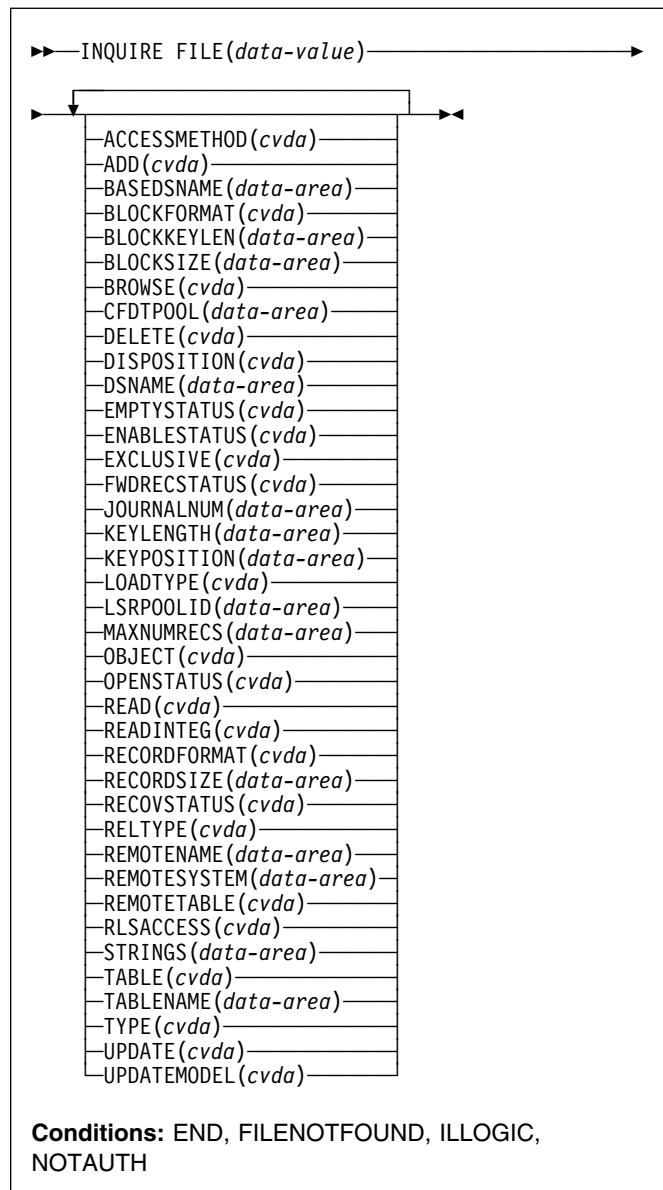 INQUIRE FILE(data-value)
ACCESSMETHOD(cvda)
ADD(cvda)
BASEDSNAME(data-area)
BLOCKFORMAT(cvda)
BLOCKKEYLEN(data-area)
BLOCKSIZE(data-area)
BROWSE(cvda)
CFDTPOOL(data-area)
DELETE(cvda)
DISPOSITION(cvda)
DSNAME(data-area)
EMPTYSTATUS(cvda)
ENABLESTATUS(cvda)
EXCLUSIVE(cvda)
FWDRECSTATUS(cvda)
JOURNALNUM(data-area)
KEYLENGTH(data-area)
KEYPOSITION(data-area)
LOADTYPE(cvda)
LSRPOOLID(data-area)
MAXNUMRECS(data-area)
OBJECT(cvda)
OPENSTATUS(cvda)
READ(cvda)
READINTEG(cvda)
RECORDFORMAT(cvda)
RECORDSIZE(data-area)
RECOVSTATUS(cvda)
RELTYPE(cvda)
REMOTENAME(data-area)
REMOTESYSTEM(data-area)
REMOTETABLE(cvda)
RLSACCESS(cvda)
STRINGS(data-area)
TABLE(cvda)
TABLENAME(data-area)
TYPE(cvda)
UPDATE(cvda)
UPDATEMODEL(cvda)
Conditions: END, FILENOTFOUND, ILLOGIC,
NOTAUTH